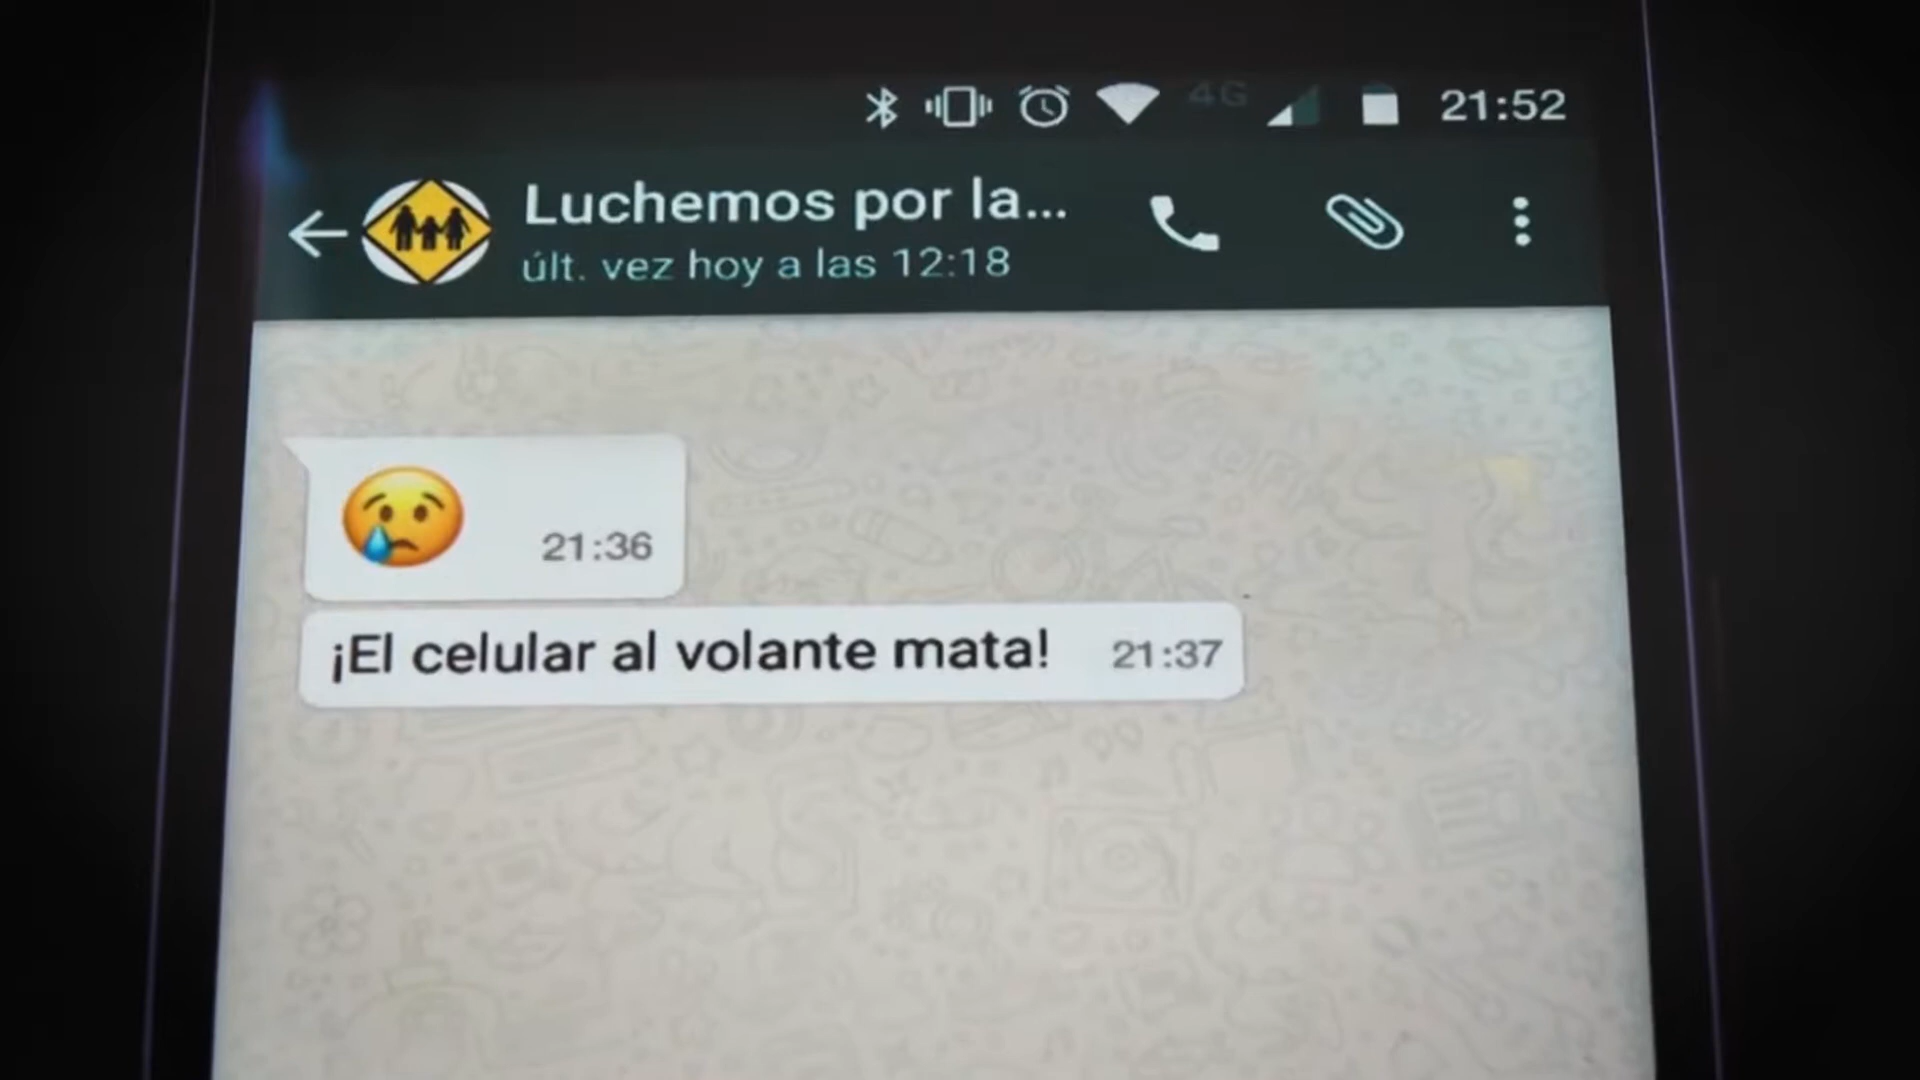 4G 21:52
Luchemos por la...
últ. vez hoy a las 12:18
21:36
¡El celular al volante mata! 21:37